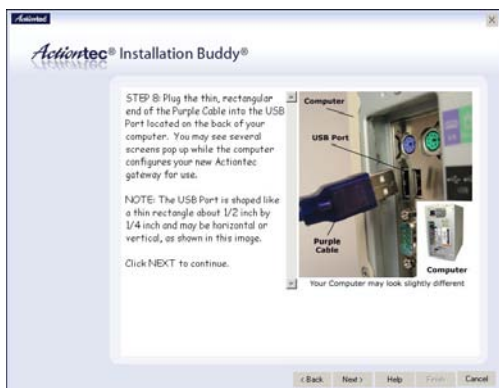 Actiontec
X
Actiontec® Installation Buddy®
STEP 8: Plug the thin, rectangular
end of the Purple Cable into the USB
Port located on the back of your
computer. You may see several
screens pop up while the computer
configures your new Actiontec
gateway for use.
NOTE: The USB Port is shaped like
a thin rectangle about 1/2 inch by
1/4 inch and may be horizontal or
vertical, as shown in this image.
Click NEXT to continue.
Computer
USB Port
Purple
Cable
Computer
Your Computer may look slightly different
< Back
Next >
Help
Finish
Cancel